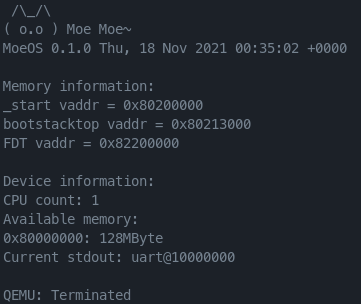 /\_/\
( o.o ) Moe Moe~
MoeOS 0.1.0 Thu, 18 Nov 2021 00:35:02 +0000
Memory information:
_start vaddr = 0x80200000
bootstacktop vaddr = 0x80213000
FDT vaddr = 0x82200000
Device information:
CPU count: 1
Available memory:
0x80000000: 128MByte
Current stdout: uart@10000000
QEMU: Terminated